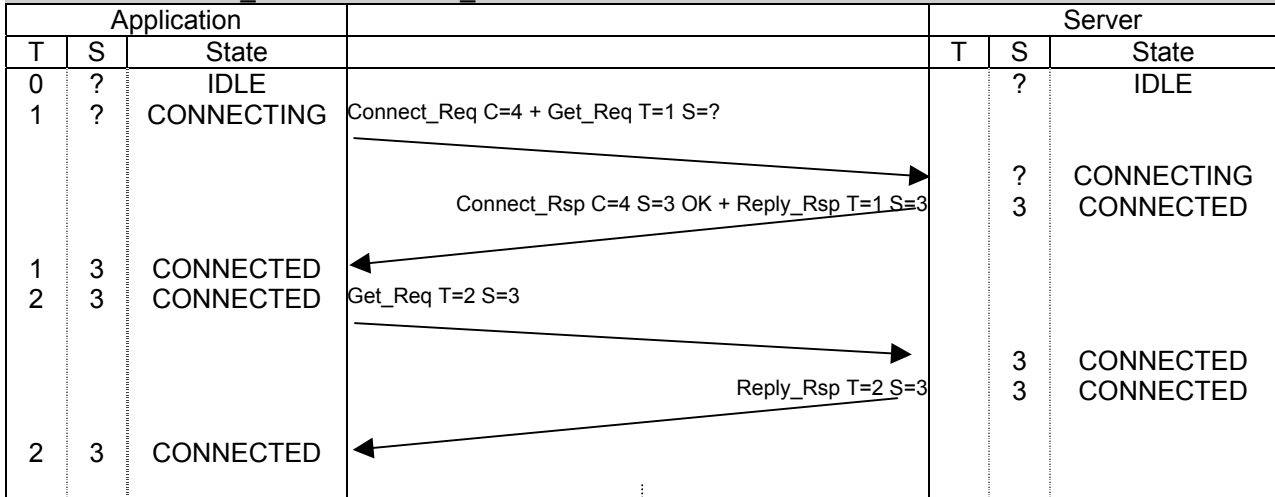 Application Server
T S State T S State
0 ? IDLE ? IDLE
1 ? CONNECTING Connect_Req C=4 + Get_Req T=1 S=?
? CONNECTING
Connect_Rsp C=4 S=3 OK + Reply_Rsp T=1 S=3 3 CONNECTED
1 3 CONNECTED
2 3 CONNECTED Get_Req T=2 S=3
3 CONNECTED
Reply_Rsp T=2 S=3 3 CONNECTED
2 3 CONNECTED